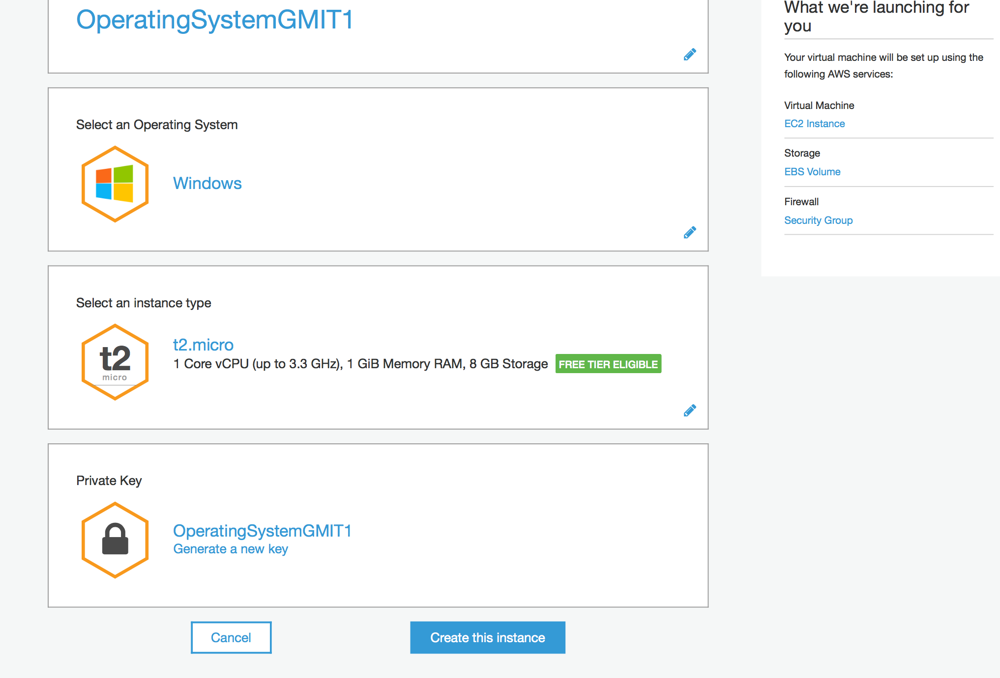 OperatingSystemGMIT1
Select an Operating System
Windows
Select an instance type
t2
micro
t2.micro
1 Core vCPU (up to 3.3 GHz), 1 GiB Memory RAM, 8 GB Storage FREE TIER ELIGIBLE
Private Key
OperatingSystemGMIT1
Generate a new key
Cancel
Create this instance
What we're launching for
you
Your virtual machine will be set up using the
following AWS services:
Virtual Machine
EC2 Instance
Storage
EBS Volume
Firewall
Security Group